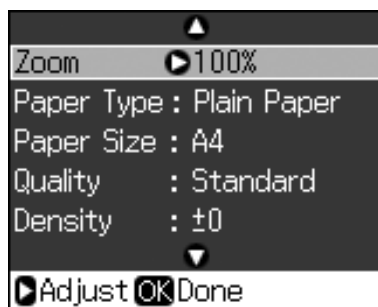 Zoom 100%
Paper Type : Plain Paper
Paper Size : A4
Quality : Standard
Density : ±0
Adjust OK Done